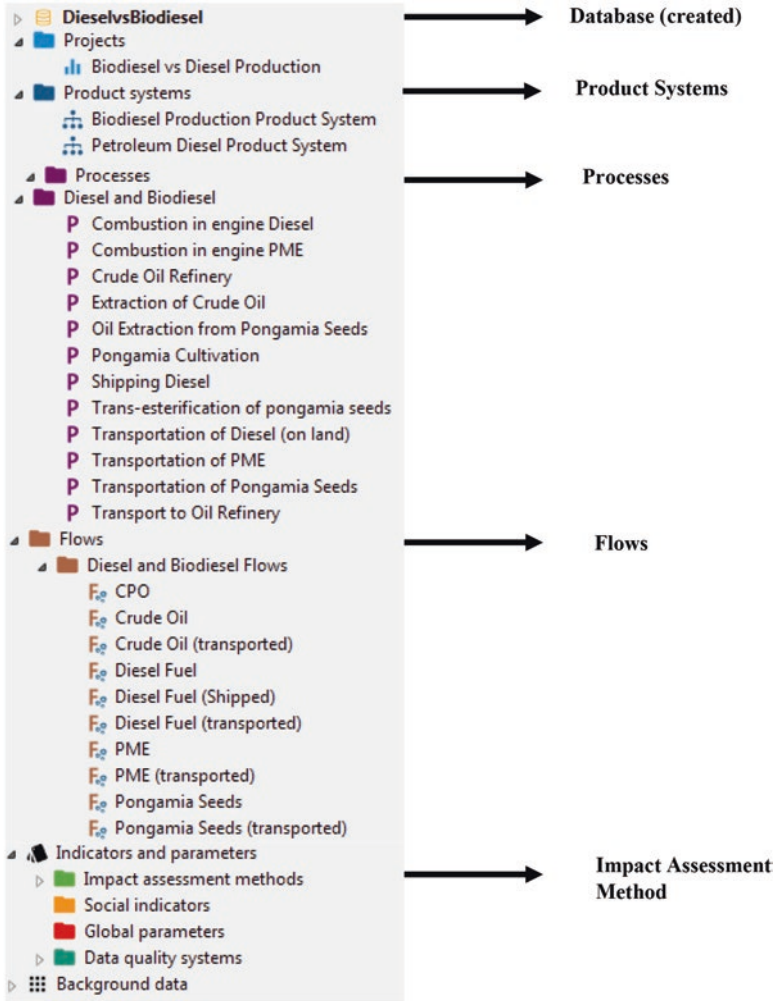 DieselvsBiodiesel
Database (created)
Projects
Biodiesel vs Diesel Production
Product systems
Product Systems
Biodiesel Production Product System
Petroleum Diesel Product System
Processes
Processes
Diesel and Biodiesel
P Combustion in engine Diesel
P Combustion in engine PME
P Crude Oil Refinery
P Extraction of Crude Oil
P Oil Extraction from Pongamia Seeds
P Pongamia Cultivation
P Shipping Diesel
P Trans-esterification of pongamia seeds
P Transportation of Diesel (on land)
P Transportation of PME
P Transportation of Pongamia Seeds
P Transport to Oil Refinery
Flows
Flows
Diesel and Biodiesel Flows
F CPO
F Crude Oil
F Crude Oil (transported)
F Diesel Fuel
F Diesel Fuel (Shipped)
F Diesel Fuel (transported)
F PME
F PME (transported)
F Pongamia Seeds
F Pongamia Seeds (transported)
Indicators and parameters
Impact assessment methods
Impact Assessment
Method
Social indicators
Global parameters
Data quality systems
Background data